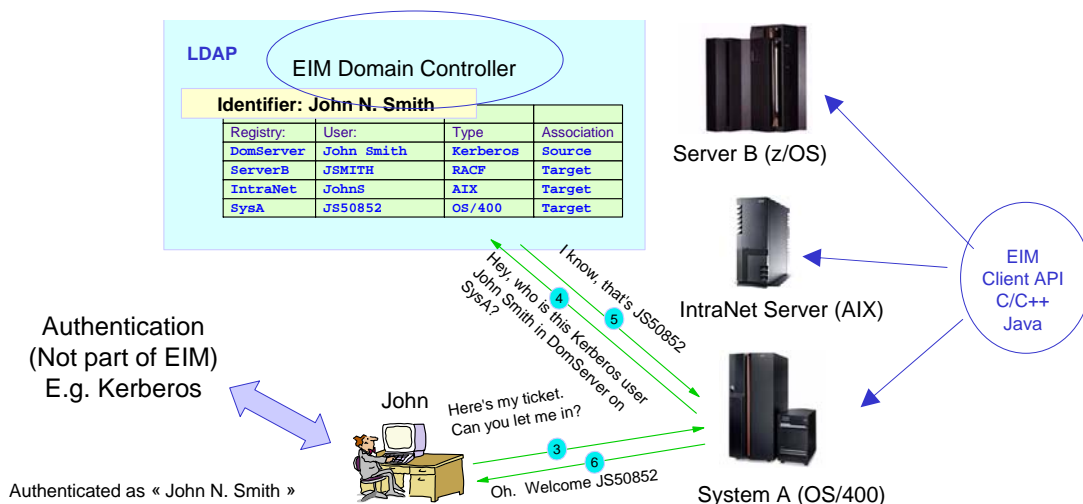 LDAP
EIM Domain Controller
Identifier: John N. Smith
Registry: User: Type Association
DomServer John Smith Kerberos Source
ServerB JSMITH RACF Target
IntraNet JohnS AIX Target
SysA JS50852 OS/400 Target
Server B (z/OS)
IntraNet Server (AIX)
EIM
Client API
C/C++
Java
I know, that's JS50852
5
Hey, who is this Kerberos user
John Smith in DomServer on
SysA?
4
Authentication
(Not part of EIM)
E.g. Kerberos
John
Here's my ticket.
Can you let me in?
3
6
Oh. Welcome JS50852
Authenticated as « John N. Smith »
System A (OS/400)